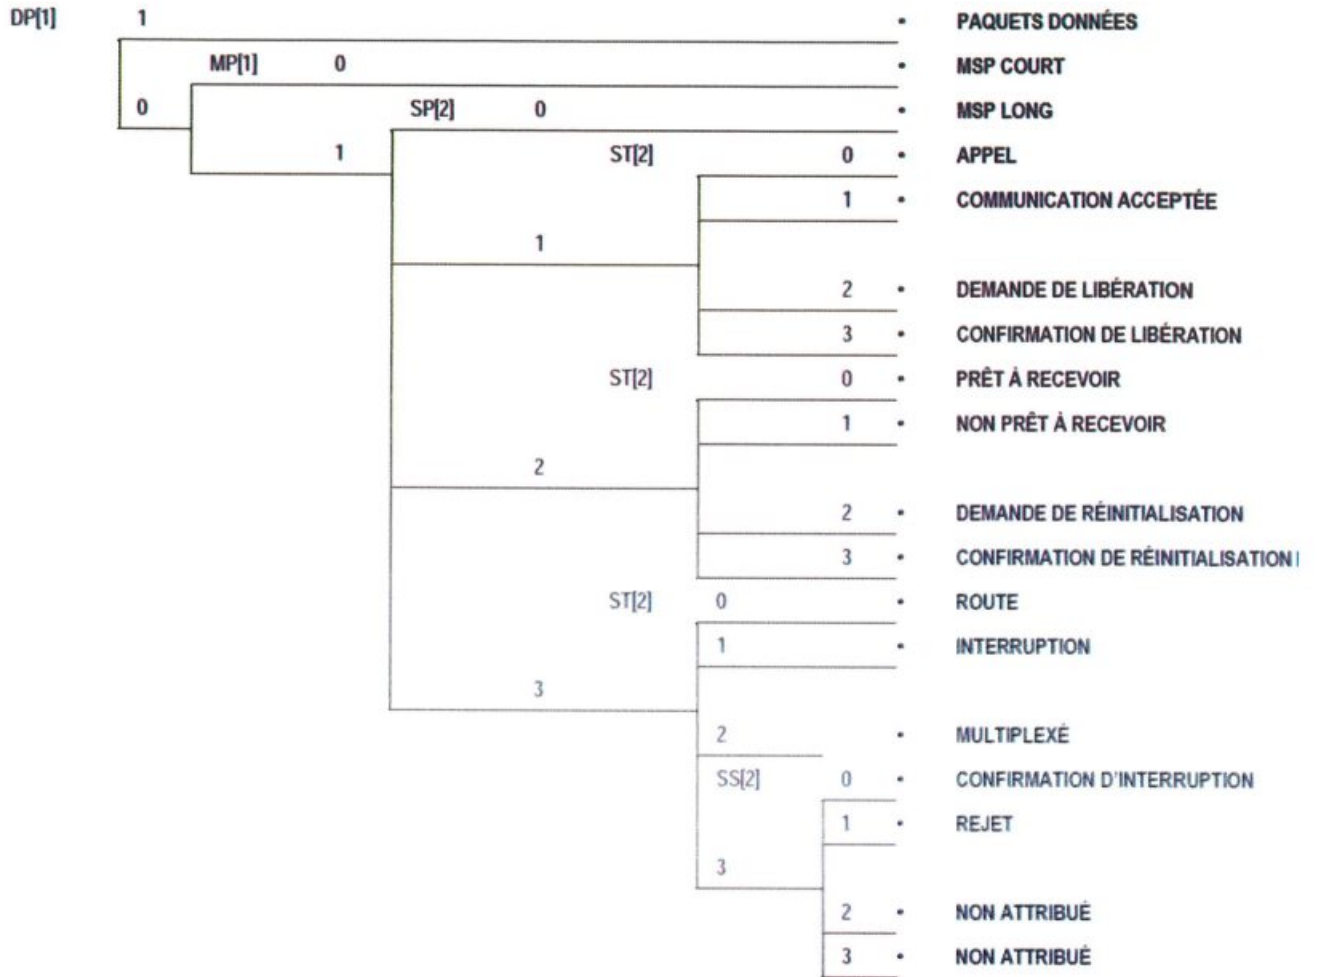 DP[1] 1 • PAQUETS DONNÉES
MP[1] 0 • MSP COURT
0 SP[2] 0 • MSP LONG
1 ST[2] 0 • APPEL
1 • COMMUNICATION ACCEPTÉE
1
2 • DEMANDE DE LIBÉRATION
3 • CONFIRMATION DE LIBÉRATION
ST[2] 0 • PRÊT À RECEVOIR
1 • NON PRÊT À RECEVOIR
2
2 • DEMANDE DE RÉINITIALISATION
3 • CONFIRMATION DE RÉINITIALISATION
ST[2] 0 • ROUTE
1 • INTERRUPTION
3
2 • MULTIPLEXÉ
SS[2] 0 • CONFIRMATION D'INTERRUPTION
1 • REJET
3
2 • NON ATTRIBUÉ
3 • NON ATTRIBUÉ